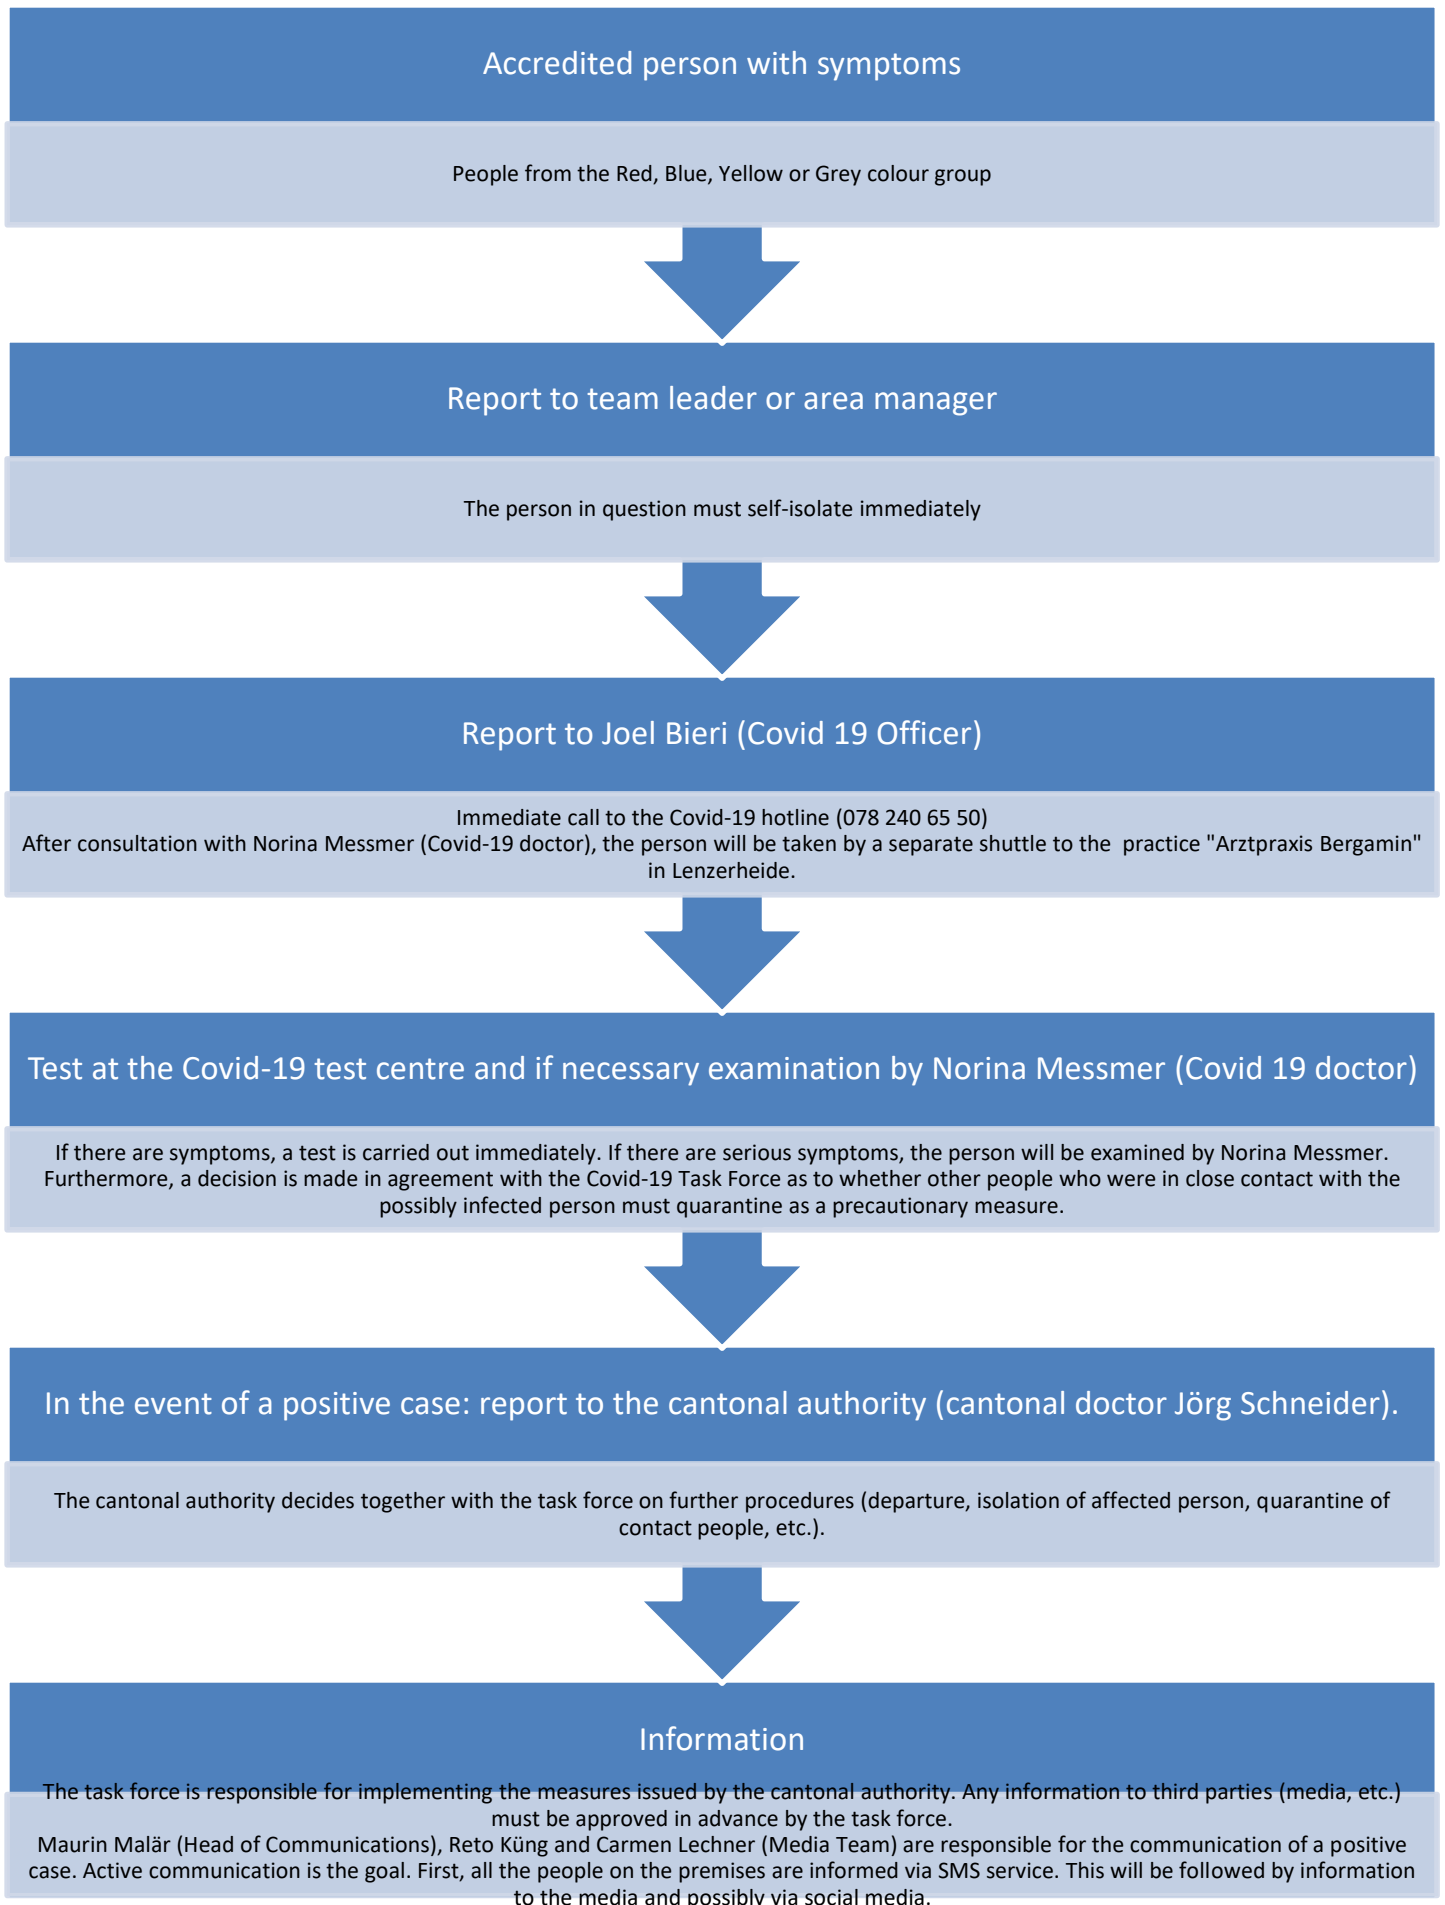 Accredited person with symptoms
People from the Red, Blue, Yellow or Grey colour group
Report to team leader or area manager
The person in question must self-isolate immediately
Report to Joel Bieri (Covid 19 Officer)
Immediate call to the Covid-19 hotline (078 240 65 50)
After consultation with Norina Messmer (Covid-19 doctor), the person will be taken by a separate shuttle to the practice "Arztpraxis Bergamin"
in Lenzerheide.
Test at the Covid-19 test centre and if necessary examination by Norina Messmer (Covid 19 doctor)
If there are symptoms, a test is carried out immediately. If there are serious symptoms, the person will be examined by Norina Messmer.
Furthermore, a decision is made in agreement with the Covid-19 Task Force as to whether other people who were in close contact with the
possibly infected person must quarantine as a precautionary measure.
In the event of a positive case: report to the cantonal authority (cantonal doctor Jörg Schneider).
The cantonal authority decides together with the task force on further procedures (departure, isolation of affected person, quarantine of
contact people, etc.).
Information
The task force is responsible for implementing the measures issued by the cantonal authority. Any information to third parties (media, etc.)
must be approved in advance by the task force.
Maurin Malär (Head of Communications), Reto Küng and Carmen Lechner (Media Team) are responsible for the communication of a positive
case. Active communication is the goal. First, all the people on the premises are informed via SMS service. This will be followed by information
to the media and possibly via social media.